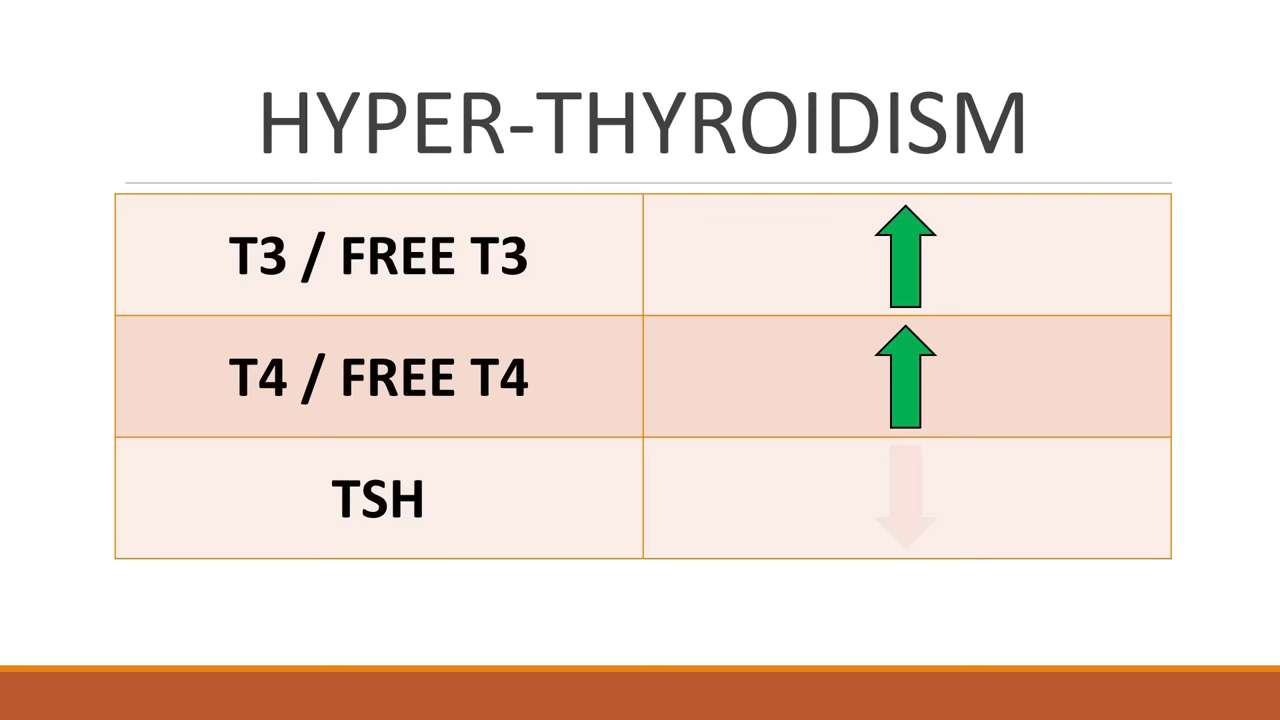 HYPER-THYROIDISM
T3 / FREE T3
T4 / FREE T4
TSH